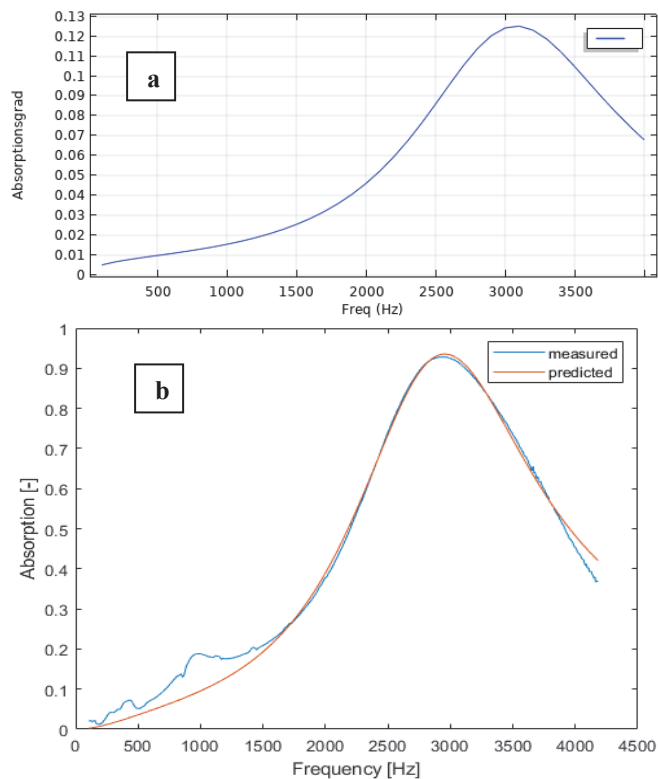 0.13
0.12
0.11
0.1
0.09
0.08
0.07
0.06
0.05
0.04
0.03
0.02
0.01
0
Absorptionsgrad
a
500 1000 1500 2000 2500 3000 3500
Freq (Hz)
1
0.9
0.8
0.7
0.6
0.5
0.4
0.3
0.2
0.1
0
Absorption [-]
b
measured
predicted
0 500 1000 1500 2000 2500 3000 3500 4000 4500
Frequency [Hz]